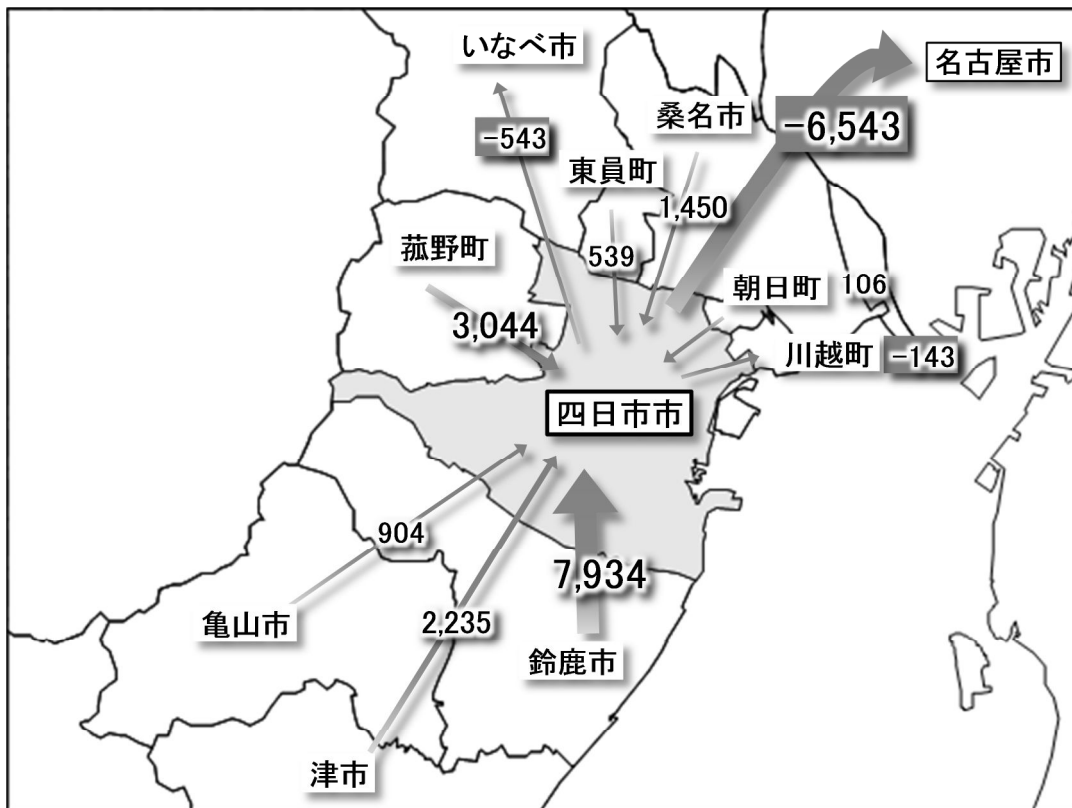 いなべ市
名古屋市
-543
桑名市
-6,543
東員町
1,450
菰野町
539
朝日町
106
3,044
川越町
-143
四日市市
904
7,934
亀山市
2,235
鈴鹿市
津市